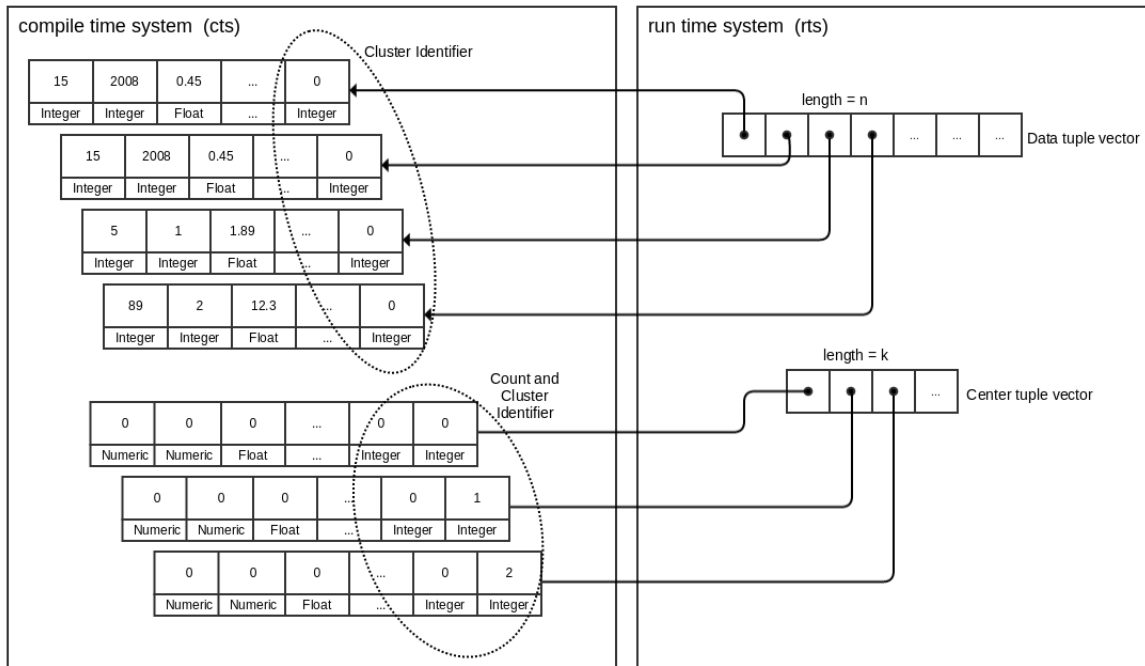 compile time system (cts)
Cluster Identifier
15 2008 0.45 ... 0
Integer Integer Float ... Integer
15 2008 0.45 ... 0
Integer Integer Float ... Integer
5 1 1.89 ... 0
Integer Integer Float ... Integer
89 2 12.3 ... 0
Integer Integer Float ... Integer
Count and
Cluster
Identifier
0 0 0 ... 0 0
Numeric Numeric Float ... Integer Integer
0 0 0 ... 0 1
Numeric Numeric Float ... Integer Integer
0 0 0 ... 0 2
Numeric Numeric Float ... Integer Integer
run time system (rts)
length = n
... ... ...
Data tuple vector
length = k
...
Center tuple vector